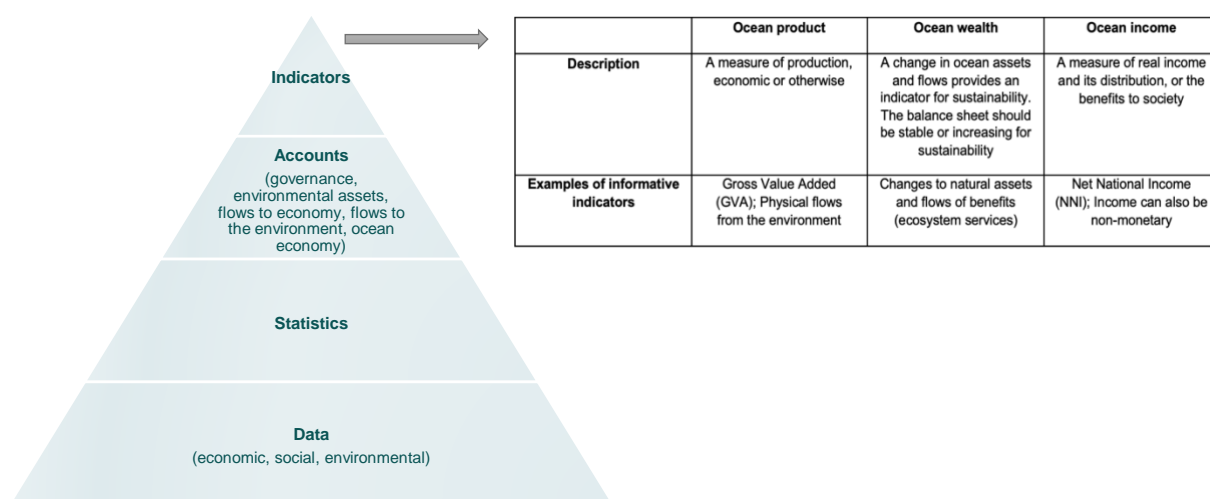 Indicators
Accounts
(governance,
environmental assets,
flows to economy, flows to
the environment, ocean
economy)
Statistics
Data
(economic, social, environmental)
Ocean product
Ocean wealth
Ocean income
Description
A measure of production,
economic or otherwise
A change in ocean assets
and flows provides an
indicator for sustainability.
The balance sheet should
be stable or increasing for
sustainability
A measure of real income
and its distribution, or the
benefits to society
Examples of informative
indicators
Gross Value Added
(GVA); Physical flows
from the environment
Changes to natural assets
and flows of benefits
(ecosystem services)
Net National Income
(NNI); Income can also be
non-monetary